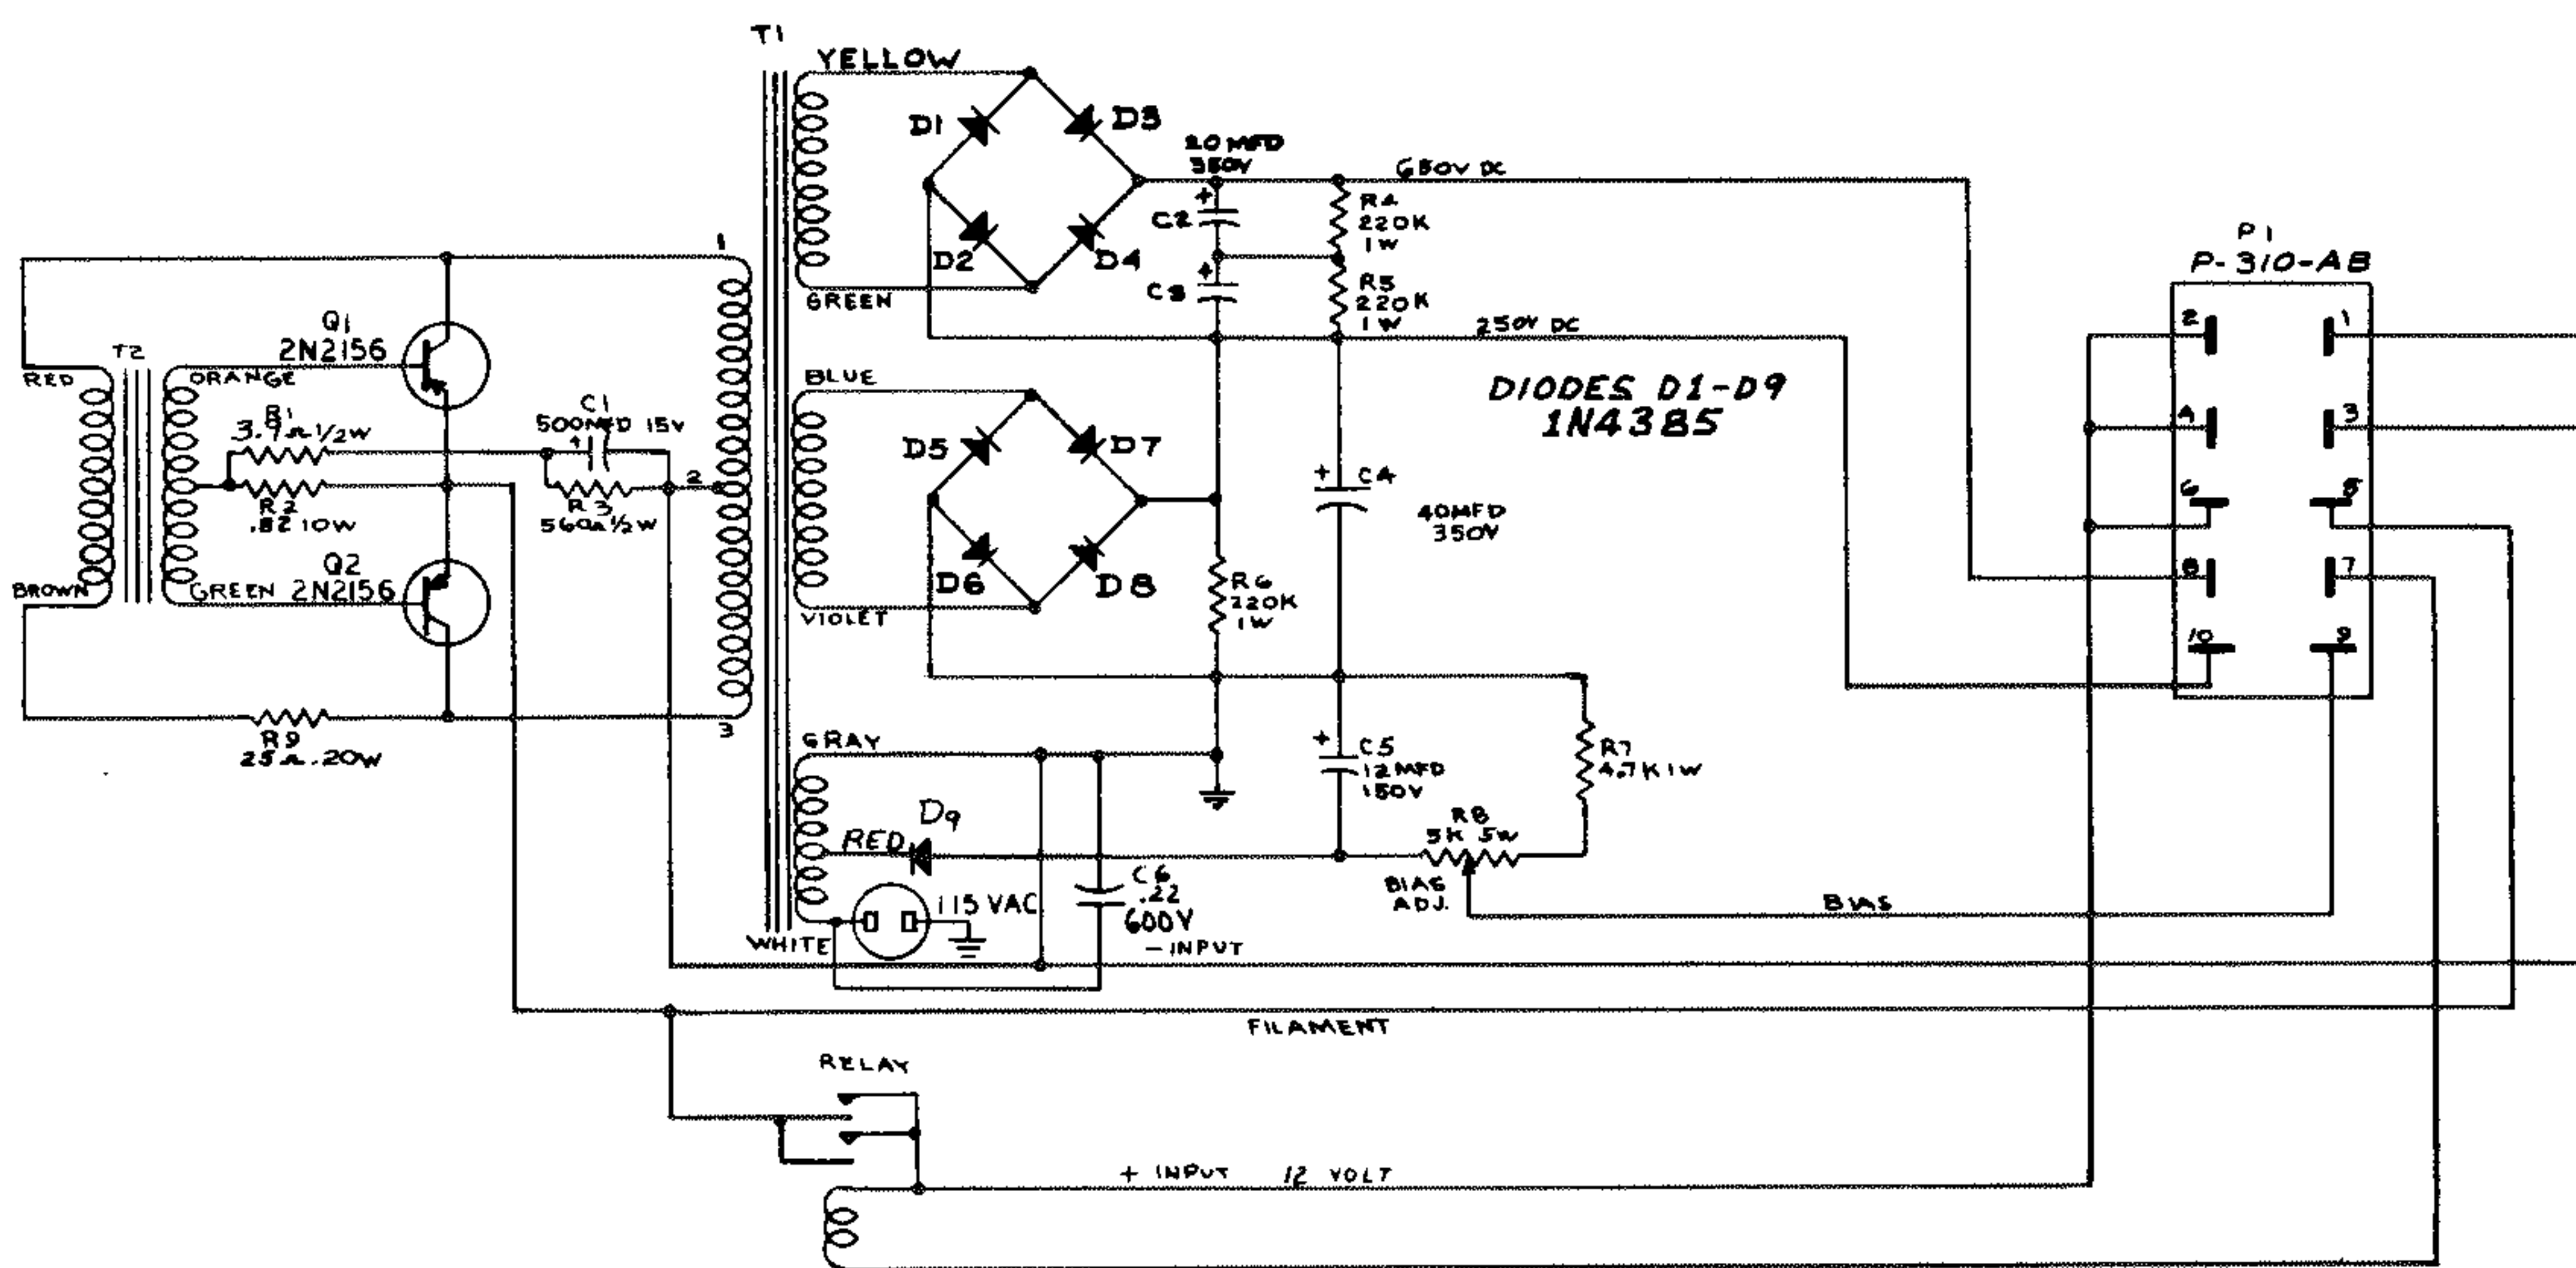 T1
YELLOW
D1
D3
20 MFD
350V
650V DC
C2
R4
220K
1W
D2
D4
C3
R5
220K
1W
GREEN
250V DC
P1
P-310-AB
2
1
4
3
6
5
8
7
10
9
1
Q1
2N2156
T2
RED
ORANGE
R1
1/2W
C1
500MFD 15V
2
R2
.82 10W
R3
560Ω 1/2W
Q2
BROWN
GREEN 2N2156
R9
25Ω 20W
3
BLUE
D5
D7
DIODES D1-D9
1N4385
C4
40MFD
350V
D6
D8
R6
220K
1W
VIOLET
GRAY
C5
12MFD
150V
R7
4.7K 1W
D9
RED
R8
5K 5W
BIAS
ADJ.
BIAS
115 VAC
C6
.22
600V
WHITE
- INPUT
FILAMENT
RELAY
+ INPUT 12 VOLT